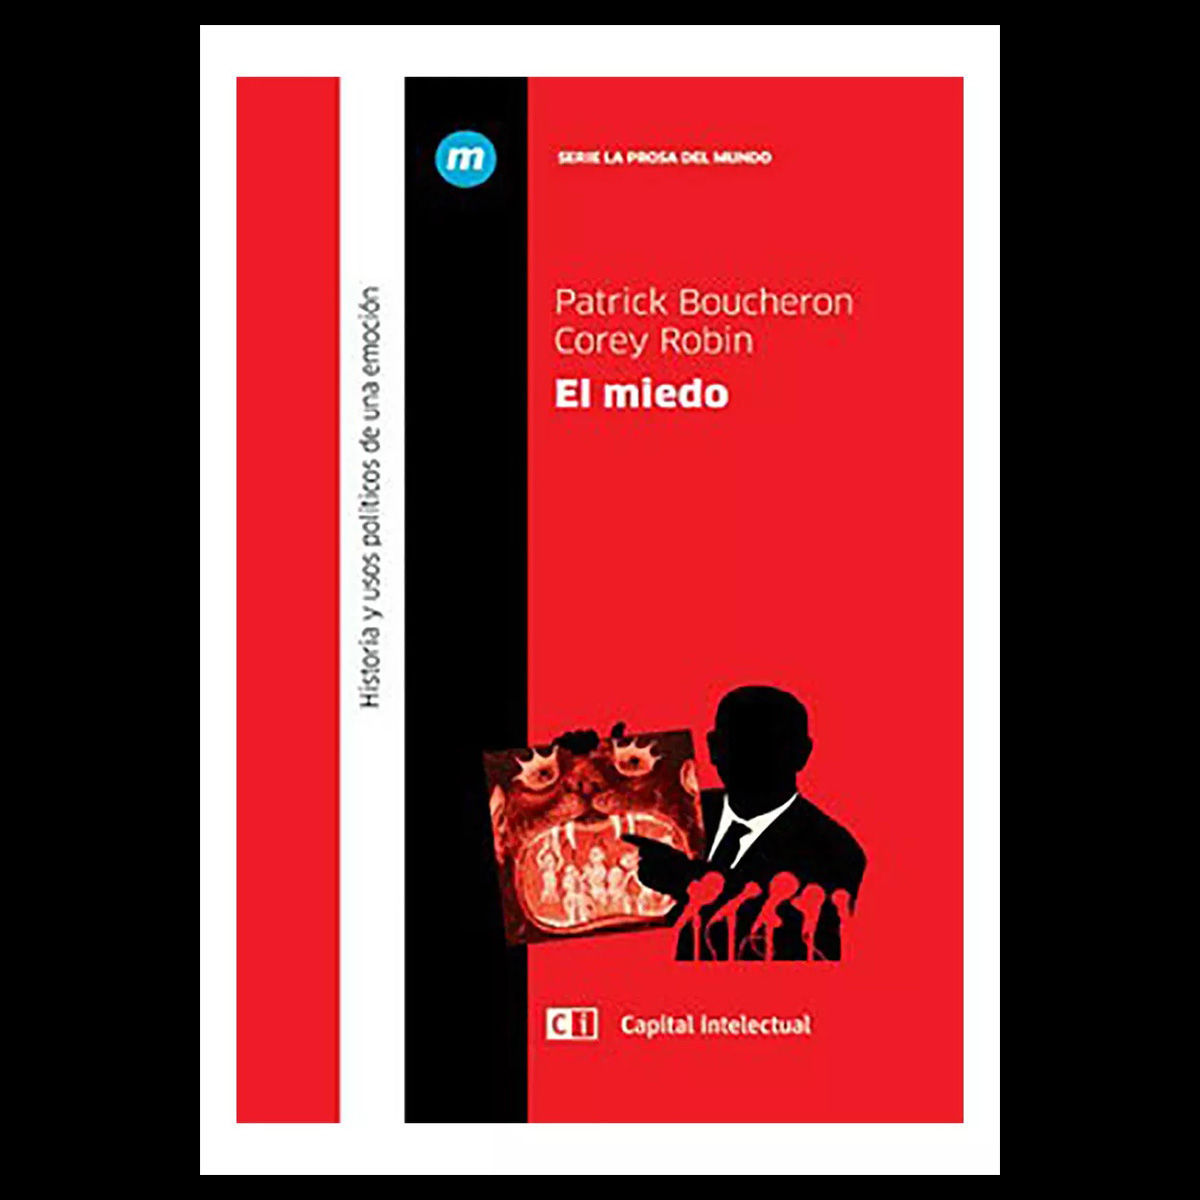 m
SERIE LA PROSA DEL MUNDO
Patrick Boucheron
Corey Robin
El miedo
Historia y usos políticos de una emoción
Ci Capital intelectual